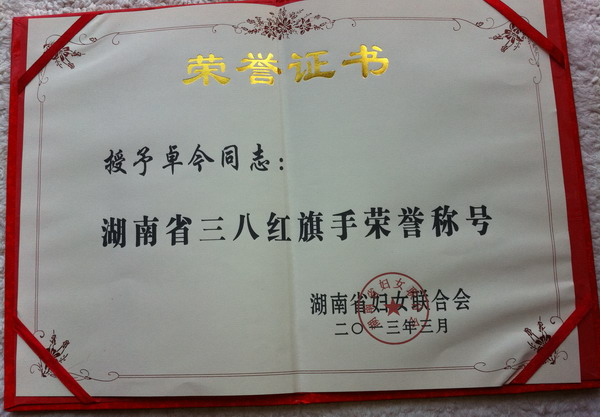 荣誉证书
授予卓今同志：
湖南省三八红旗手荣誉称号
湖南省妇女联合会
二〇一三年三月